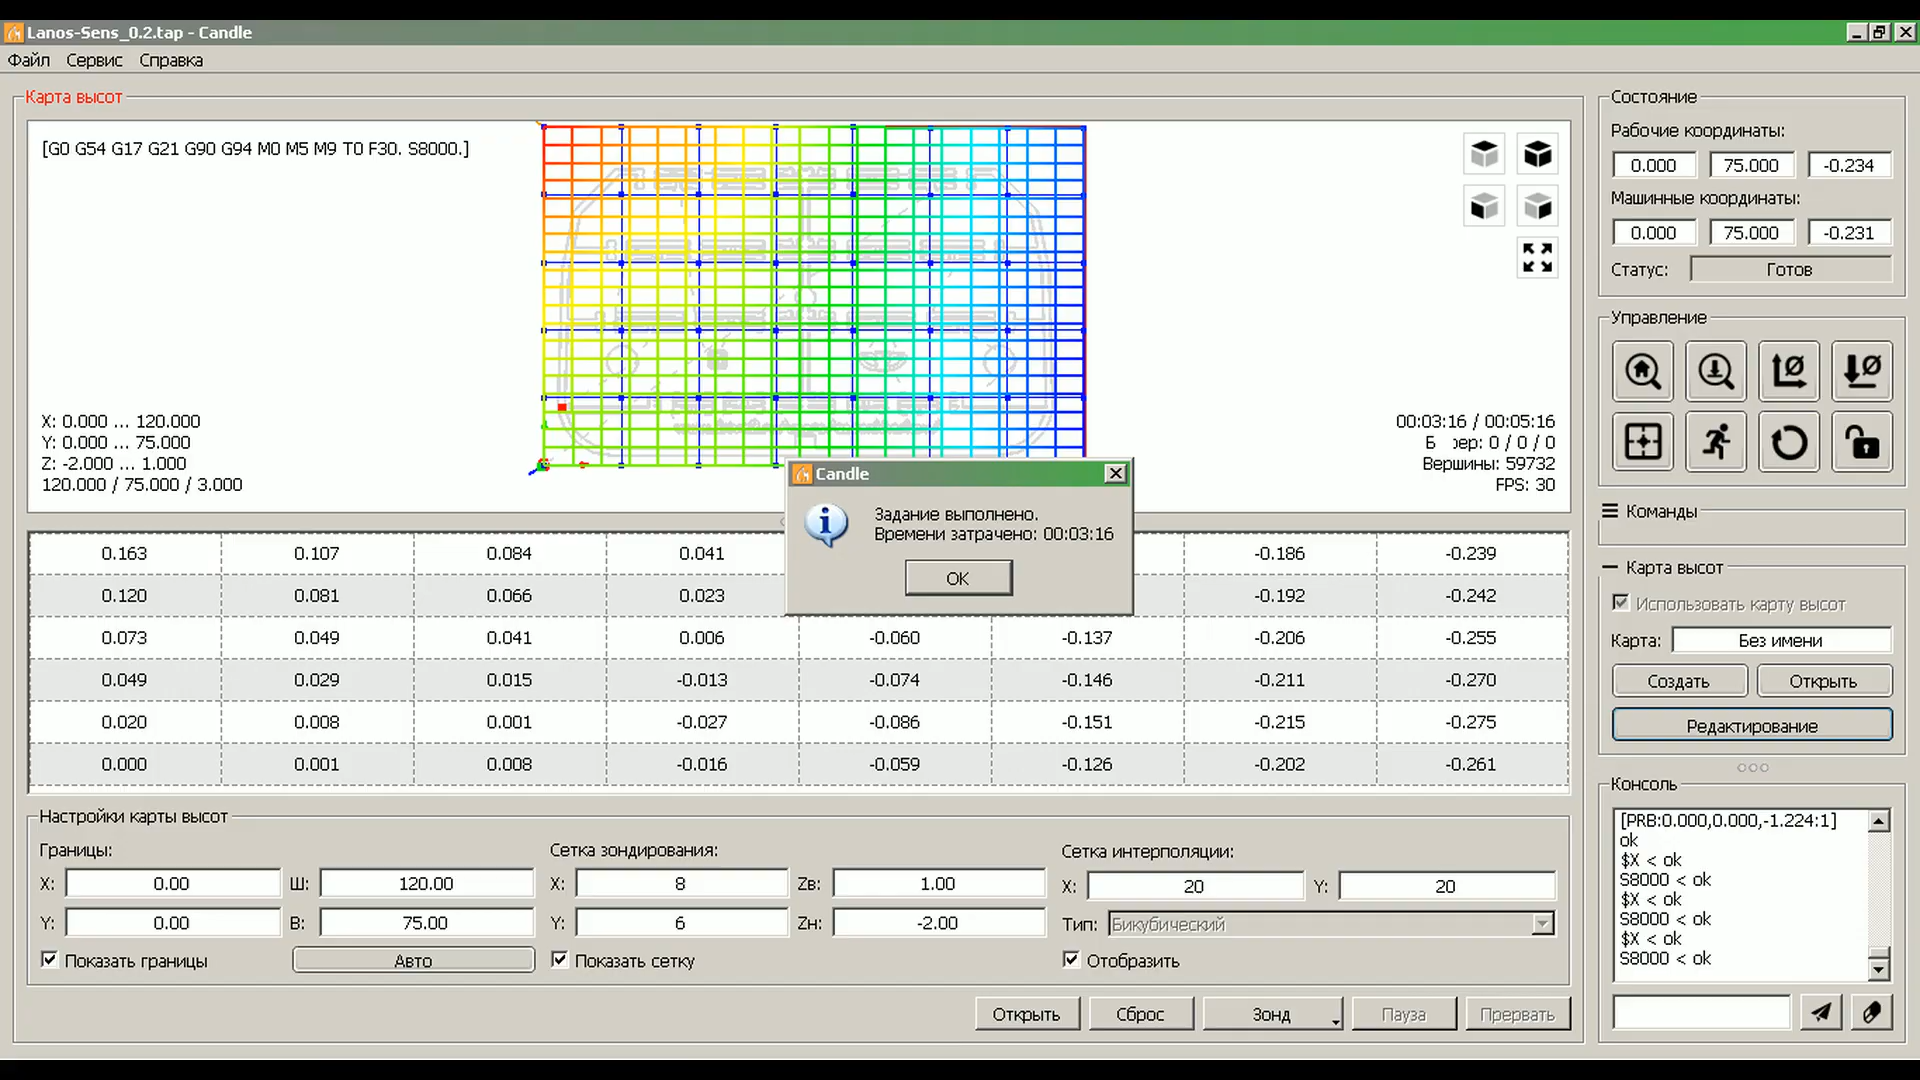 Lanos-Sens_0.2.tap - Candle
Файл Сервис Справка
Карта высот
[G0 G54 G17 G21 G90 G94 M0 M5 M9 T0 F30. S8000.]
X: 0.000 ... 120.000
Y: 0.000 ... 75.000
Z: -2.000 ... 1.000
120.000 / 75.000 / 3.000
00:03:16 / 00:05:16
Б ер: 0 / 0 / 0
Вершины: 59732
FPS: 30
Candle
Задание выполнено.
Времени затрачено: 00:03:16
OK
0.163 0.107 0.084 0.041 -0.186 -0.239
0.120 0.081 0.066 0.023 -0.192 -0.242
0.073 0.049 0.041 0.006 -0.060 -0.137 -0.206 -0.255
0.049 0.029 0.015 -0.013 -0.074 -0.146 -0.211 -0.270
0.020 0.008 0.001 -0.027 -0.086 -0.151 -0.215 -0.275
0.000 0.001 0.008 -0.016 -0.059 -0.126 -0.202 -0.261
Настройки карты высот
Границы: Сетка зондирования: Сетка интерполяции:
X: 0.00 Ш: 120.00 X: 8 Zв: 1.00 X: 20 Y: 20
Y: 0.00 В: 75.00 Y: 6 Zн: -2.00 Тип: Бикубический
Показать границы Авто Показать сетку Отобразить
Открыть Сброс Зонд Пауза Прервать
Состояние
Рабочие координаты:
0.000 75.000 -0.234
Машинные координаты:
0.000 75.000 -0.231
Статус: Готов
Управление
Команды
Карта высот
Использовать карту высот
Карта: Без имени
Создать Открыть
Редактирование
Консоль
[PRB:0.000,0.000,-1.224:1]
ok
$X < ok
S8000 < ok
$X < ok
S8000 < ok
$X < ok
S8000 < ok